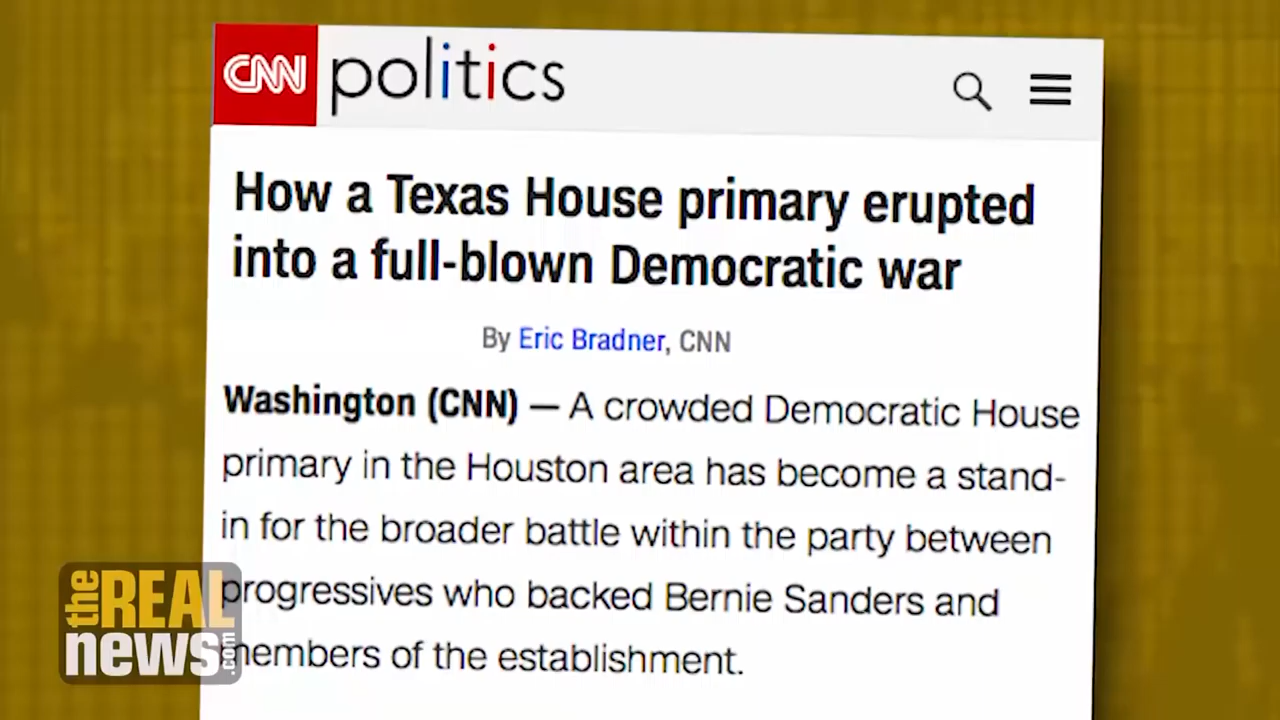 CNN politics
How a Texas House primary erupted
into a full-blown Democratic war
By Eric Bradner, CNN
Washington (CNN) — A crowded Democratic House
primary in the Houston area has become a stand-
in for the broader battle within the party between
progressives who backed Bernie Sanders and
members of the establishment.
the REAL
news.com